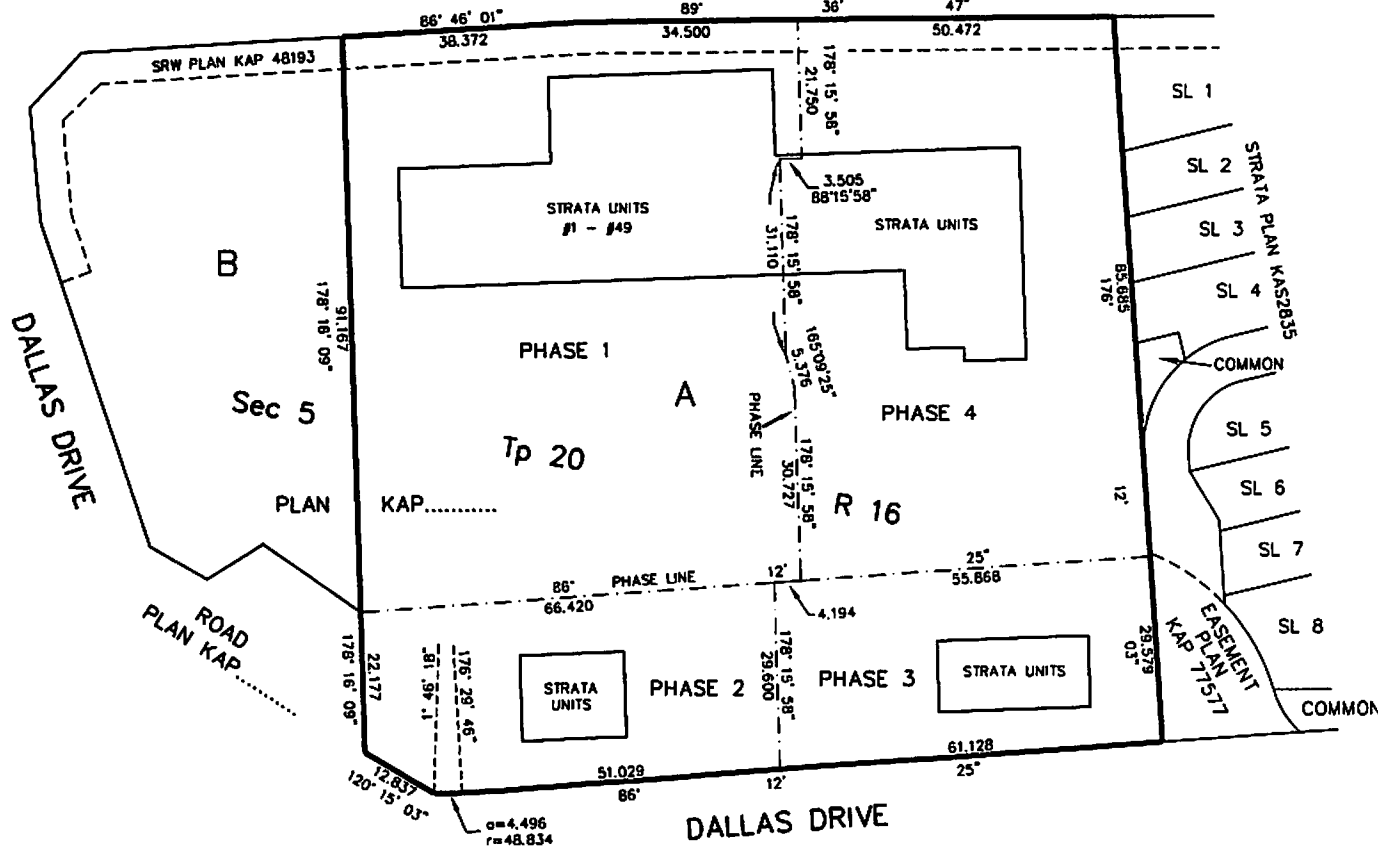 86° 46' 01"
38.372
89°
34.500
36'
47"
50.472
SRW PLAN KAP 48193
178° 15' 58"
21.750
SL 1
SL 2
STRATA PLAN KAS2835
3.505
88°15'58"
STRATA UNITS
#1 - #49
178° 15' 58"
31.110
STRATA UNITS
SL 3
B
SL 4
85.685
176°
91.167
178° 16' 09"
DALLAS DRIVE
PHASE 1
165°09'25"
5.376
COMMON
A
PHASE LINE
PHASE 4
Sec 5
SL 5
Tp 20
178° 15' 58"
30.727
SL 6
PLAN KAP...........
R 16
12'
SL 7
86°
PHASE LINE
12'
25"
66.420
55.868
4.194
ROAD
PLAN KAP...........
22.177
178° 16' 09"
1° 46' 18"
176° 29' 46"
STRATA
UNITS
PHASE 2
178° 15' 58"
29.600
PHASE 3
STRATA UNITS
29.579
03"
EASEMENT
PLAN
KAP 77577
SL 8
COMMON
12.837
120° 15' 03"
51.029
61.128
86°
12'
25"
a=4.496
r=48.834
DALLAS DRIVE